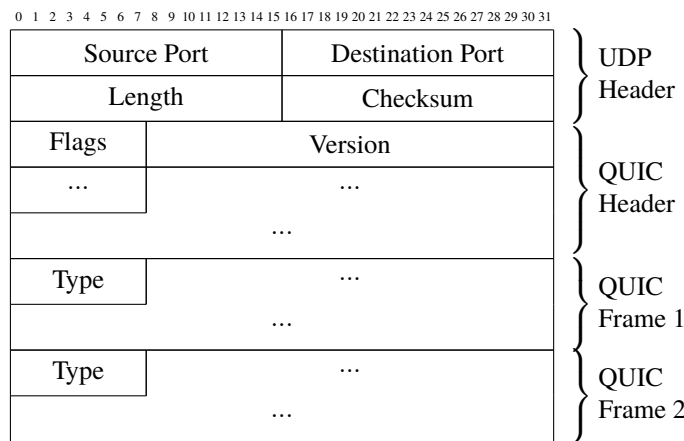 0 1 2 3 4 5 6 7 8 9 10 11 12 13 14 15 16 17 18 19 20 21 22 23 24 25 26 27 28 29 30 31
Source Port Destination Port
Length Checksum
UDP
Header
Flags Version
... ...
...
QUIC
Header
Type ...
...
QUIC
Frame 1
Type ...
...
QUIC
Frame 2